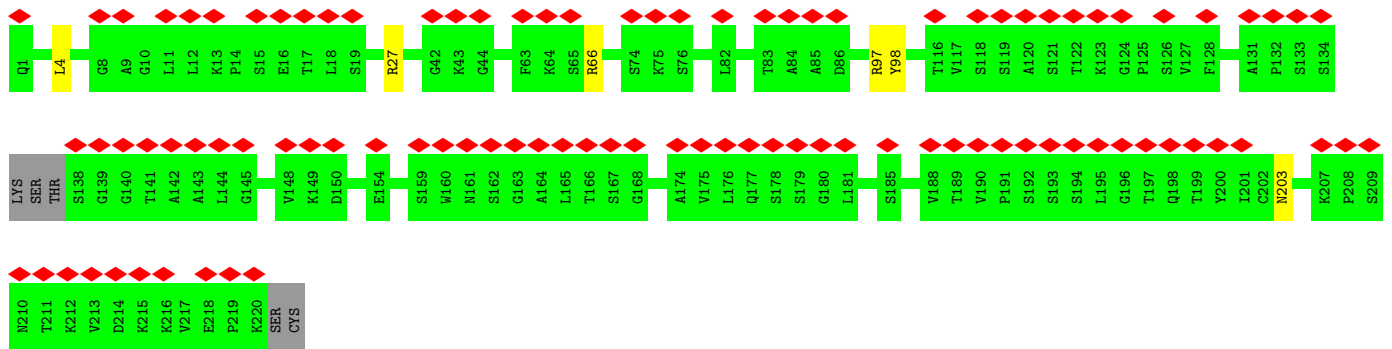 Q1 L4 G8 A9 G10 L11 L12 K13 P14 S15 E16 T17 L18 S19 R27 G42 K43 G44 F63 K64 S65 R66 S74 K75 S76 L82 T83 A84 A85 D86 R97 Y98 T116 V117 S118 S119 A120 S121 T122 K123 G124 P125 S126 V127 F128 A131 P132 S133 S134
LYS SER THR S138 G139 G140 T141 A142 A143 L144 G145 V148 K149 D150 E154 S159 W160 N161 S162 G163 A164 L165 T166 S167 G168 A174 V175 L176 Q177 S178 S179 G180 L181 S185 V188 T189 V190 P191 S192 S193 S194 L195 G196 T197 Q198 T199 Y200 I201 C202 N203 K207 P208 S209
N210 T211 K212 V213 D214 K215 K216 V217 E218 P219 K220 SER CYS